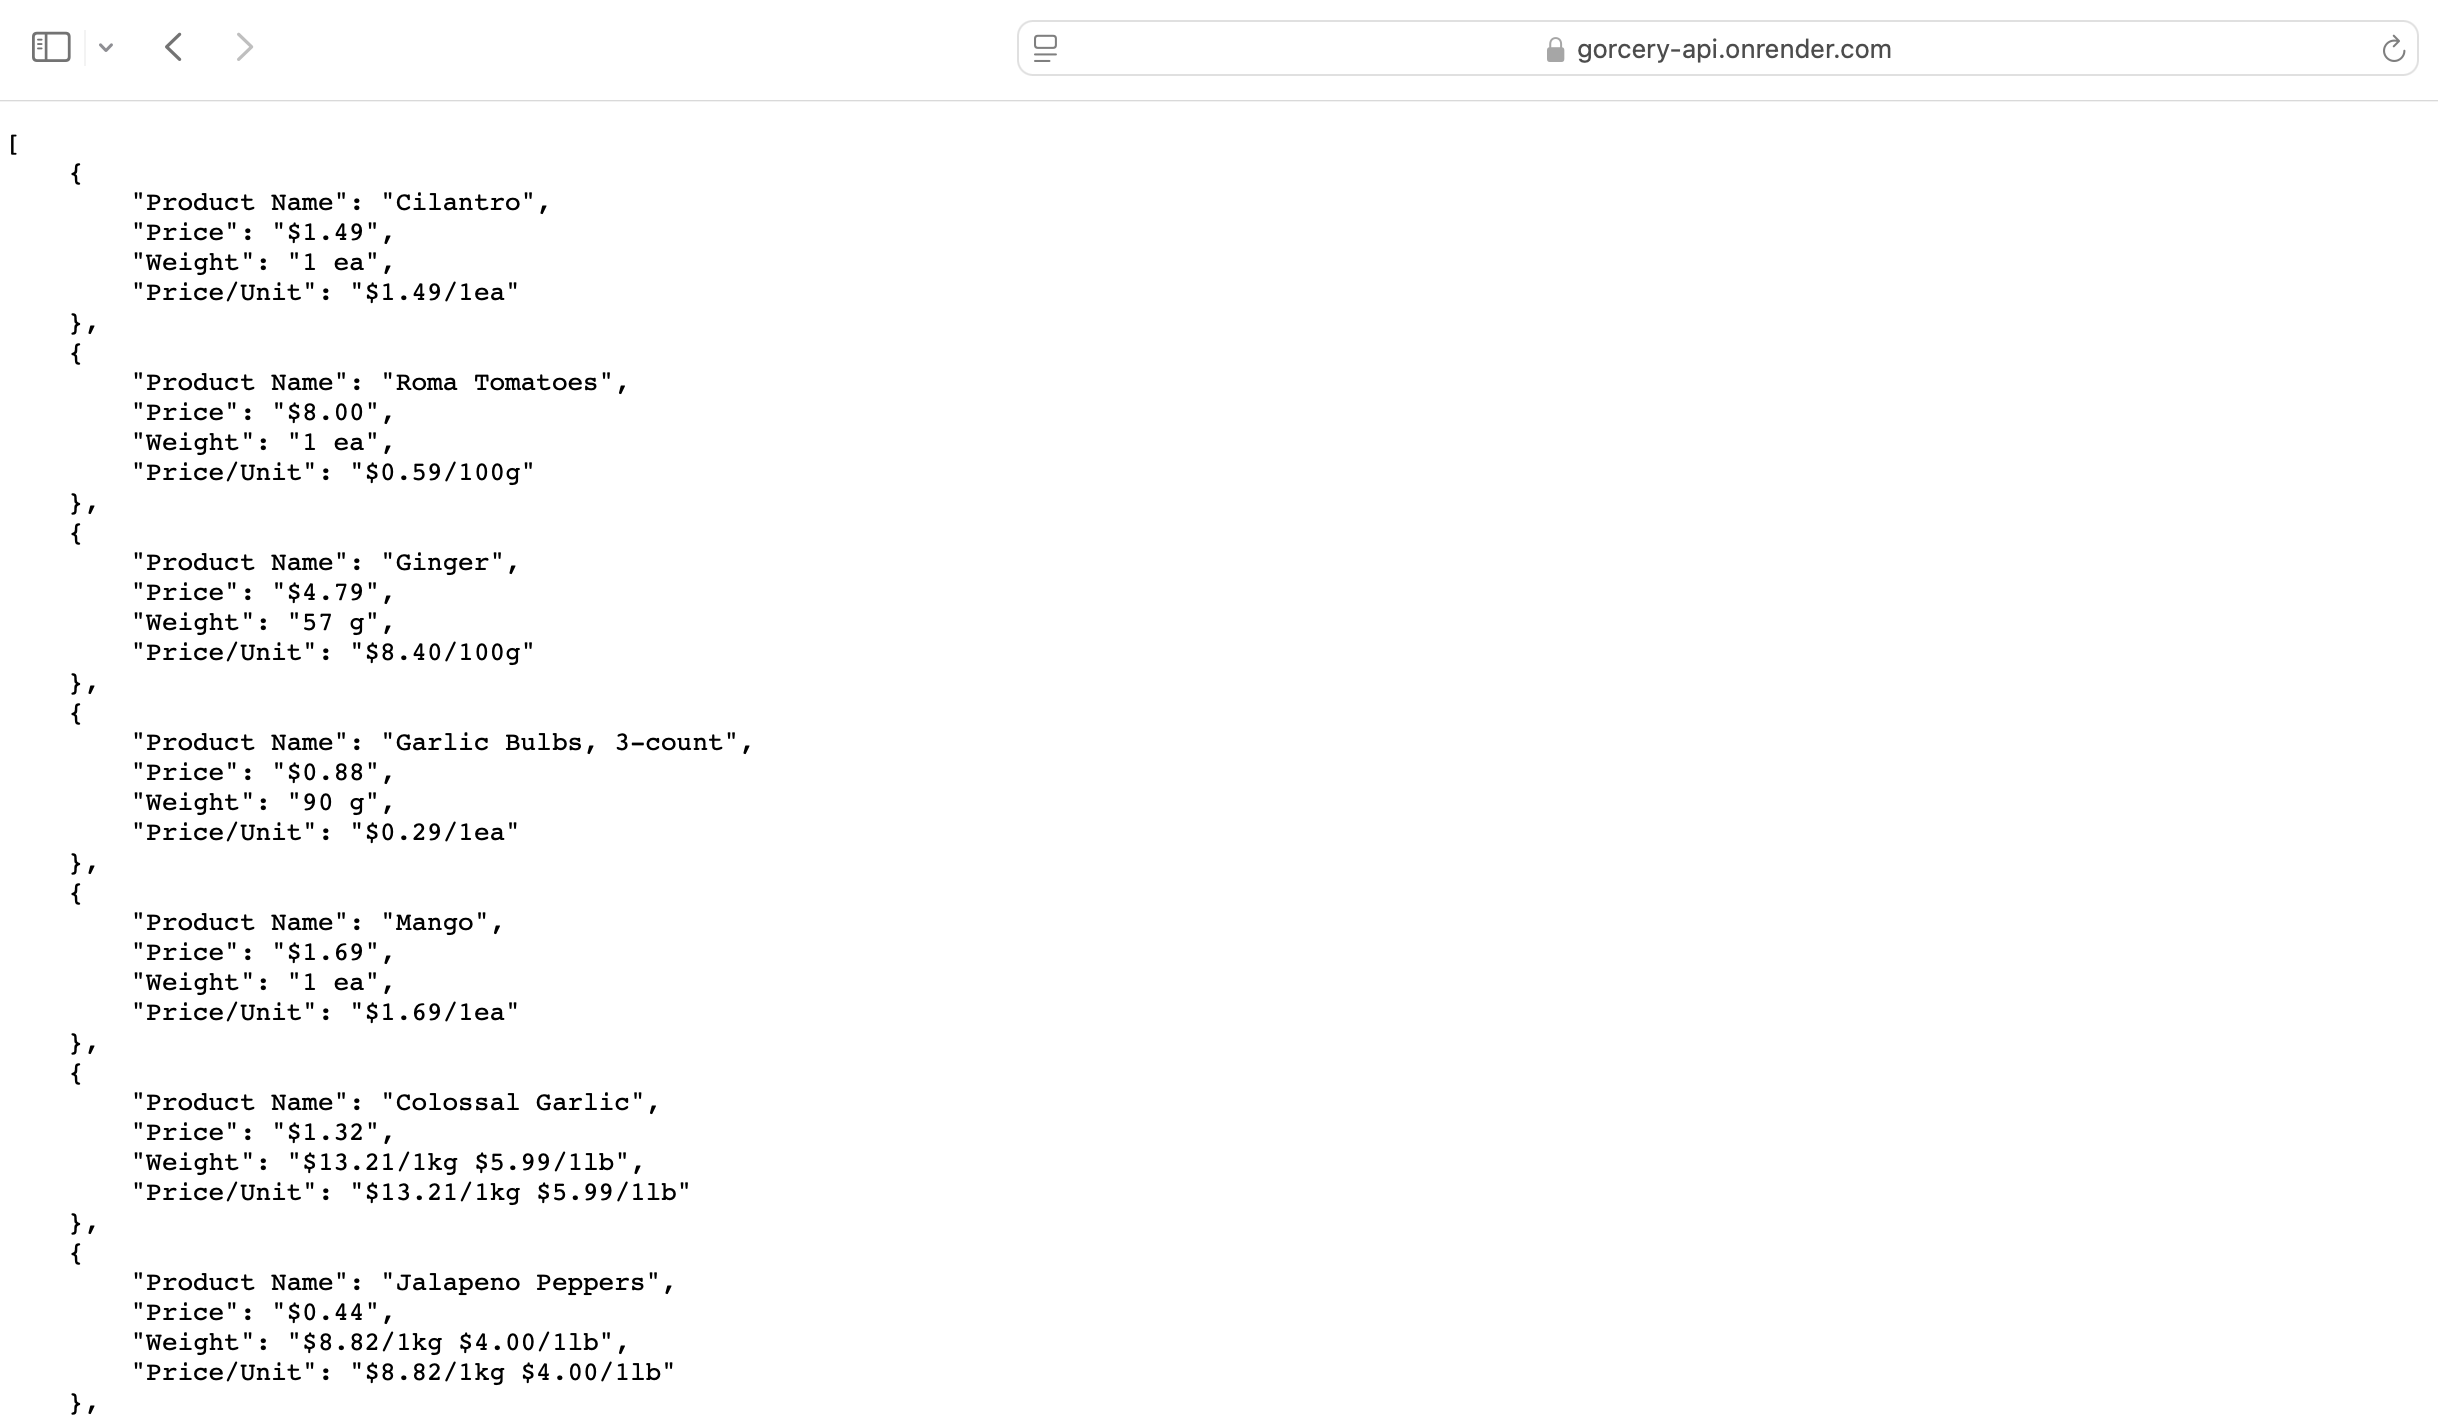 gorcery-api.onrender.com
[
    {
        "Product Name": "Cilantro",
        "Price": "$1.49",
        "Weight": "1 ea",
        "Price/Unit": "$1.49/1ea"
    },
    {
        "Product Name": "Roma Tomatoes",
        "Price": "$8.00",
        "Weight": "1 ea",
        "Price/Unit": "$0.59/100g"
    },
    {
        "Product Name": "Ginger",
        "Price": "$4.79",
        "Weight": "57 g",
        "Price/Unit": "$8.40/100g"
    },
    {
        "Product Name": "Garlic Bulbs, 3-count",
        "Price": "$0.88",
        "Weight": "90 g",
        "Price/Unit": "$0.29/1ea"
    },
    {
        "Product Name": "Mango",
        "Price": "$1.69",
        "Weight": "1 ea",
        "Price/Unit": "$1.69/1ea"
    },
    {
        "Product Name": "Colossal Garlic",
        "Price": "$1.32",
        "Weight": "$13.21/1kg $5.99/1lb",
        "Price/Unit": "$13.21/1kg $5.99/1lb"
    },
    {
        "Product Name": "Jalapeno Peppers",
        "Price": "$0.44",
        "Weight": "$8.82/1kg $4.00/1lb",
        "Price/Unit": "$8.82/1kg $4.00/1lb"
    },